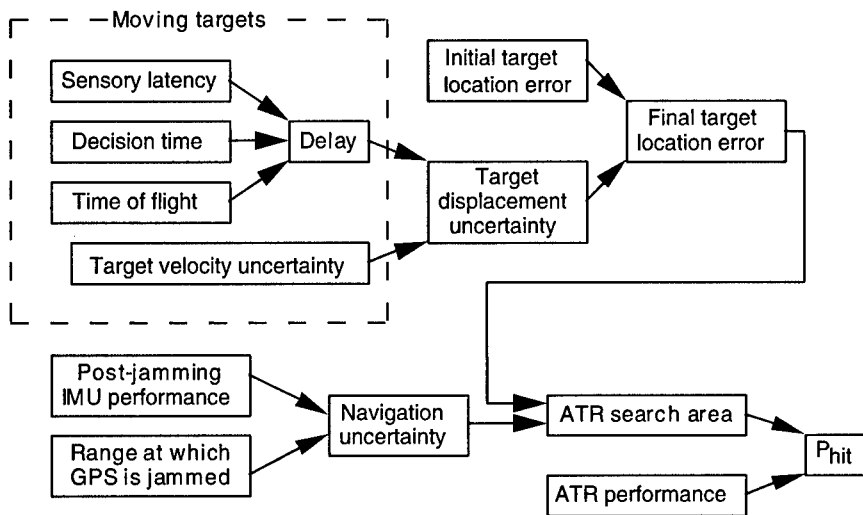 Moving targets
Sensory latency
Decision time
Time of flight
Delay
Target velocity uncertainty
Initial target
location error
Target
displacement
uncertainty
Final target
location error
Post-jamming
IMU performance
Range at which
GPS is jammed
Navigation
uncertainty
ATR search area
ATR performance
Phit